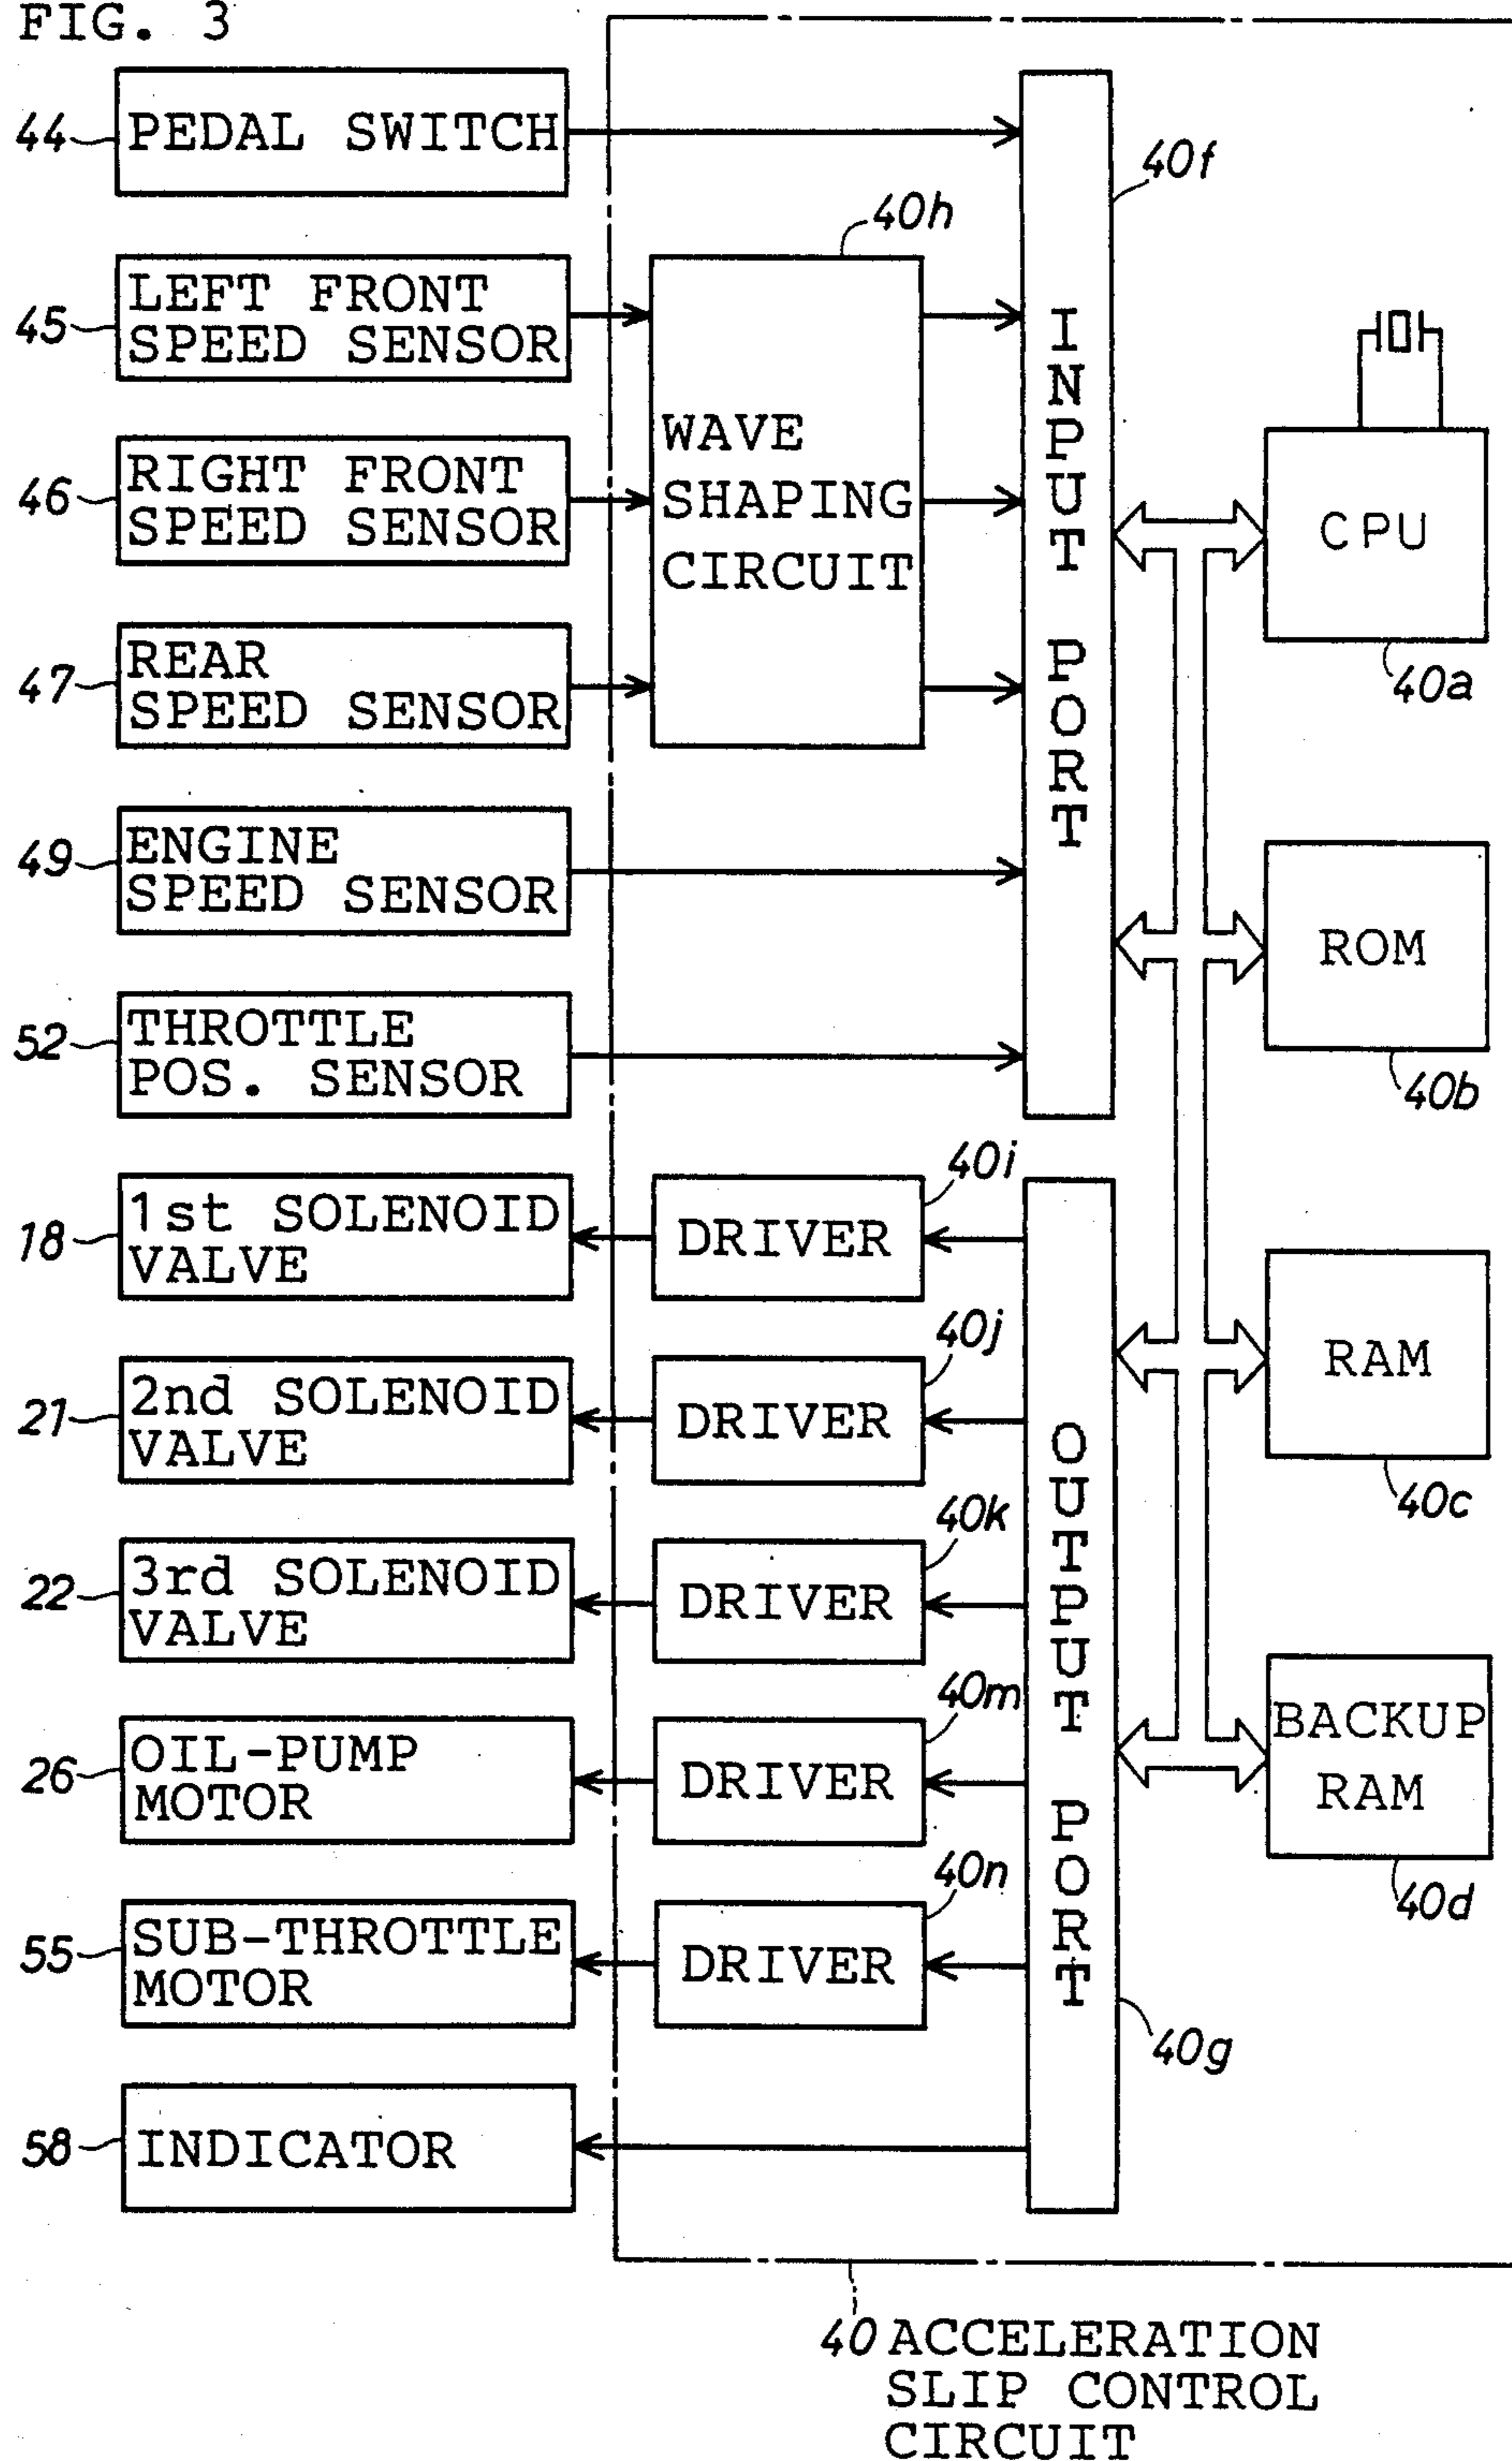 FIG. 3
44 PEDAL SWITCH
40f
40h
45 LEFT FRONT
SPEED SENSOR
46 RIGHT FRONT
SPEED SENSOR
47 REAR
SPEED SENSOR
WAVE
SHAPING
CIRCUIT
INPUT PORT
CPU
40a
49 ENGINE
SPEED SENSOR
ROM
40b
52 THROTTLE
POS. SENSOR
18 1st SOLENOID
VALVE
DRIVER
40i
21 2nd SOLENOID
VALVE
DRIVER
40j
RAM
40c
22 3rd SOLENOID
VALVE
DRIVER
40k
OUTPUT PORT
26 OIL-PUMP
MOTOR
DRIVER
40m
BACKUP
RAM
40d
55 SUB-THROTTLE
MOTOR
DRIVER
40n
40g
58 INDICATOR
40 ACCELERATION
SLIP CONTROL
CIRCUIT